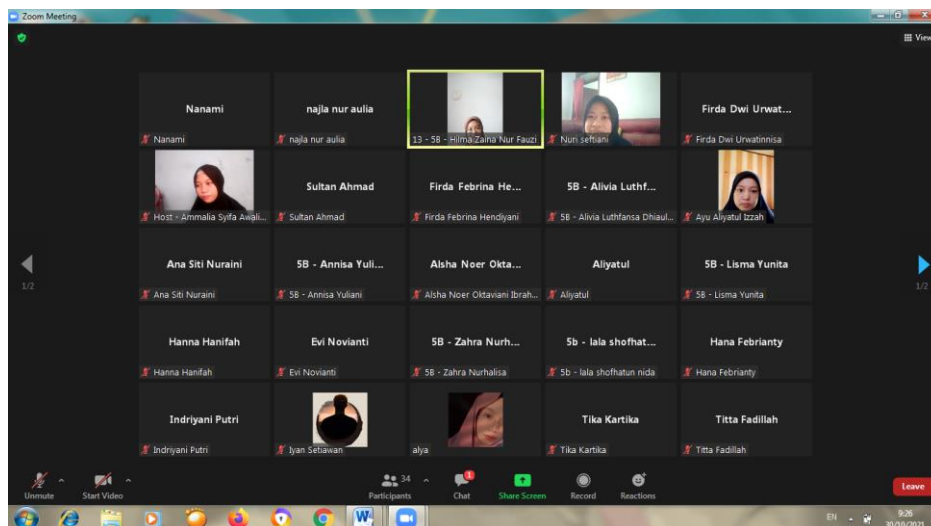 Zoom Meeting
View
Nanami
najla nur aulia
Firda Dwi Urwat...
Nanami
najla nur aulia
13 - 5B - Hilma Zaina Nur Fauzi
Nuri seftiani
Firda Dwi Urwatinnisa
Sultan Ahmad
Firda Febrina He...
5B - Alivia Luthf...
Host - Ammalia Syifa Awali...
Sultan Ahmad
Firda Febrina Hendiyani
5B - Alivia Luthfansa Dhiaul...
Ayu Aliyatul Izzah
Ana Siti Nuraini
5B - Annisa Yuli...
Alsha Noer Okta...
Aliyatul
5B - Lisma Yunita
1/2
1/2
Ana Siti Nuraini
5B - Annisa Yuliani
Alsha Noer Oktaviani Ibrah...
Aliyatul
5B - Lisma Yunita
Hanna Hanifah
Evi Novianti
5B - Zahra Nurh...
5b - lala shofhat...
Hana Febrianty
Hanna Hanifah
Evi Novianti
5B - Zahra Nurhalisa
5b - lala shofhatun nida
Hana Febrianty
Indriyani Putri
Tika Kartika
Titta Fadillah
Indriyani Putri
Iyan Setiawan
alya
Tika Kartika
Titta Fadillah
34
1
Unmute
Start Video
Participants
Chat
Share Screen
Record
Reactions
Leave
EN
9:26
30/10/2021